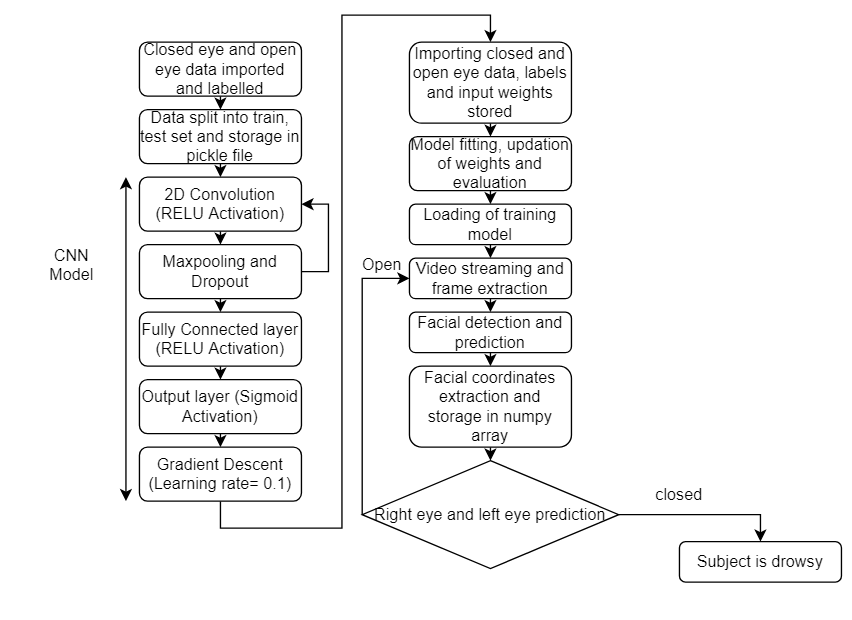 Closed eye and open
eye data imported
and labelled
Data split into train,
test set and storage in
pickle file
2D Convolution
(RELU Activation)
CNN
Model
Maxpooling and
Dropout
Fully Connected layer
(RELU Activation)
Output layer (Sigmoid
Activation)
Gradient Descent
(Learning rate= 0.1)
Importing closed and
open eye data, labels
and input weights
stored
Model fitting, updation
of weights and
evaluation
Loading of training
model
Open
Video streaming and
frame extraction
Facial detection and
prediction
Facial coordinates
extraction and
storage in numpy
array
Right eye and left eye prediction
closed
Subject is drowsy